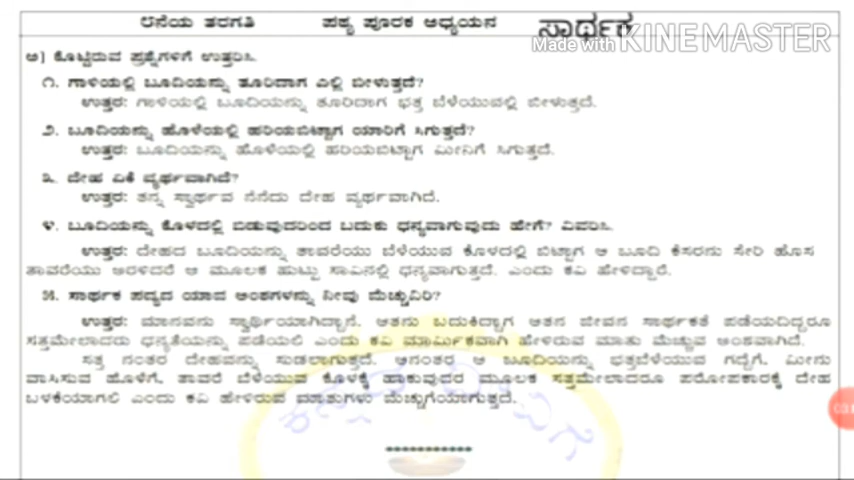 ೮ನೆಯ ತರಗತಿ ಪಠ್ಯ ಪೂರಕ ಅಧ್ಯಯನ ಸಾರ್ಥಕ
Made with KINEMASTER
ಅ] ಕೊಟ್ಟಿರುವ ಪ್ರಶ್ನೆಗಳಿಗೆ ಉತ್ತರಿಸಿ.
೧. ಗಾಳಿಯಲ್ಲಿ ಬೂದಿಯನ್ನು ತೂರಿದಾಗ ಎಲ್ಲಿ ಬೀಳುತ್ತದೆ?
ಉತ್ತರ: ಗಾಳಿಯಲ್ಲಿ ಬೂದಿಯನ್ನು ತೂರಿದಾಗ ಭತ್ತ ಬೆಳೆಯುವಲ್ಲಿ ಬೀಳುತ್ತದೆ.
೨. ಬೂದಿಯನ್ನು ಹೊಳೆಯಲ್ಲಿ ಹರಿಯಬಿಟ್ಟಾಗ ಯಾರಿಗೆ ಸಿಗುತ್ತದೆ?
ಉತ್ತರ: ಬೂದಿಯನ್ನು ಹೊಳೆಯಲ್ಲಿ ಹರಿಯಬಿಟ್ಟಾಗ ಮೀನಿಗೆ ಸಿಗುತ್ತದೆ.
೩. ದೇಹ ಏಕೆ ವ್ಯರ್ಥವಾಗಿದೆ?
ಉತ್ತರ: ತನ್ನ ಸ್ವಾರ್ಥವ ನೆನೆದು ದೇಹ ವ್ಯರ್ಥವಾಗಿದೆ.
೪. ಬೂದಿಯನ್ನು ಕೊಳದಲ್ಲಿ ಬಿಡುವುದರಿಂದ ಬದುಕು ಧನ್ಯವಾಗುವುದು ಹೇಗೆ? ವಿವರಿಸಿ.
ಉತ್ತರ: ದೇಹದ ಬೂದಿಯನ್ನು ತಾವರೆಯು ಬೆಳೆಯುವ ಕೊಳದಲ್ಲಿ ಬಿಟ್ಟಾಗ ಆ ಬೂದಿ ಕೆಸರನು ಸೇರಿ ಹೊಸ
ತಾವರೆಯು ಅರಳಿದರೆ ಆ ಮೂಲಕ ಹುಟ್ಟು ಸಾವಿನಲ್ಲಿ ಧನ್ಯವಾಗುತ್ತದೆ. ಎಂದು ಕವಿ ಹೇಳಿದ್ದಾರೆ.
೫. ಸಾರ್ಥಕ ಪದ್ಯದ ಯಾವ ಅಂಶಗಳನ್ನು ನೀವು ಮೆಚ್ಚುವಿರಿ?
ಉತ್ತರ: ಮಾನವನು ಸ್ವಾರ್ಥಿಯಾಗಿದ್ದಾನೆ. ಆತನು ಬದುಕಿದ್ದಾಗ ಆತನ ಜೀವನ ಸಾರ್ಥಕತೆ ಪಡೆಯದಿದ್ದರೂ
ಸತ್ತಮೇಲಾದರು ಧನ್ಯತೆಯನ್ನು ಪಡೆಯಲಿ ಎಂದು ಕವಿ ಮಾರ್ಮಿಕವಾಗಿ ಹೇಳಿರುವ ಮಾತು ಮೆಚ್ಚುವ ಅಂಶವಾಗಿದೆ.
ಸತ್ತ ನಂತರ ದೇಹವನ್ನು ಸುಡಲಾಗುತ್ತದೆ. ಆನಂತರ ಆ ಬೂದಿಯನ್ನು ಭತ್ತಬೆಳೆಯುವ ಗದ್ದೆಗೆ, ಮೀನು
ವಾಸಿಸುವ ಹೊಳೆಗೆ, ತಾವರೆ ಬೆಳೆಯುವ ಕೊಳಕ್ಕೆ ಹಾಕುವುದರ ಮೂಲಕ ಸತ್ತಮೇಲಾದರೂ ಪರೋಪಕಾರಕ್ಕೆ ದೇಹ
ಬಳಕೆಯಾಗಲಿ ಎಂದು ಕವಿ ಹೇಳಿರುವ ಮಾತುಗಳು ಮೆಚ್ಚುಗೆಯಾಗುತ್ತದೆ.
***********